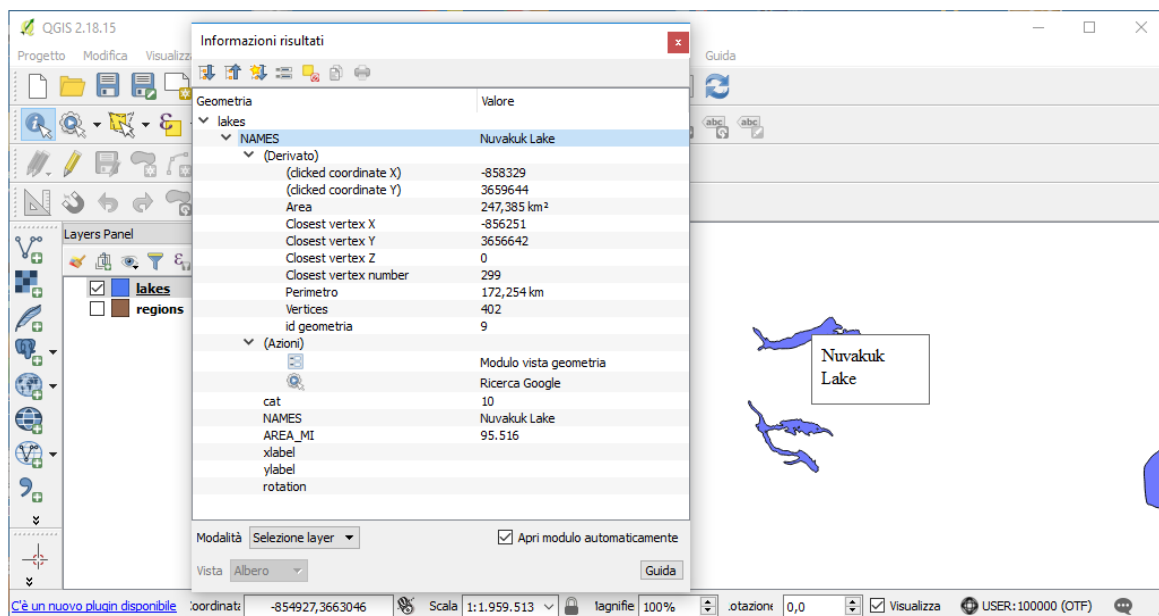 QGIS 2.18.15
Progetto Modifica Visualizz
Guida
Informazioni risultati
x
Geometria Valore
lakes
NAMES Nuvakuk Lake
(Derivato)
(clicked coordinate X) -858329
(clicked coordinate Y) 3659644
Area 247,385 km²
Closest vertex X -856251
Closest vertex Y 3656642
Closest vertex Z 0
Closest vertex number 299
Perimetro 172,254 km
Vertices 402
id geometria 9
(Azioni)
Modulo vista geometria
Ricerca Google
cat 10
NAMES Nuvakuk Lake
AREA_MI 95.516
xlabel
ylabel
rotation
Modalità Selezione layer Apri modulo automaticamente
Vista Albero Guida
abc abc
Layers Panel
lakes
regions
Nuvakuk
Lake
C'è un nuovo plugin disponibile oordinate -854927,3663046 Scala 1:1.959.513 lagnifie 100% .otazione 0,0 Visualizza USER:100000 (OTF)